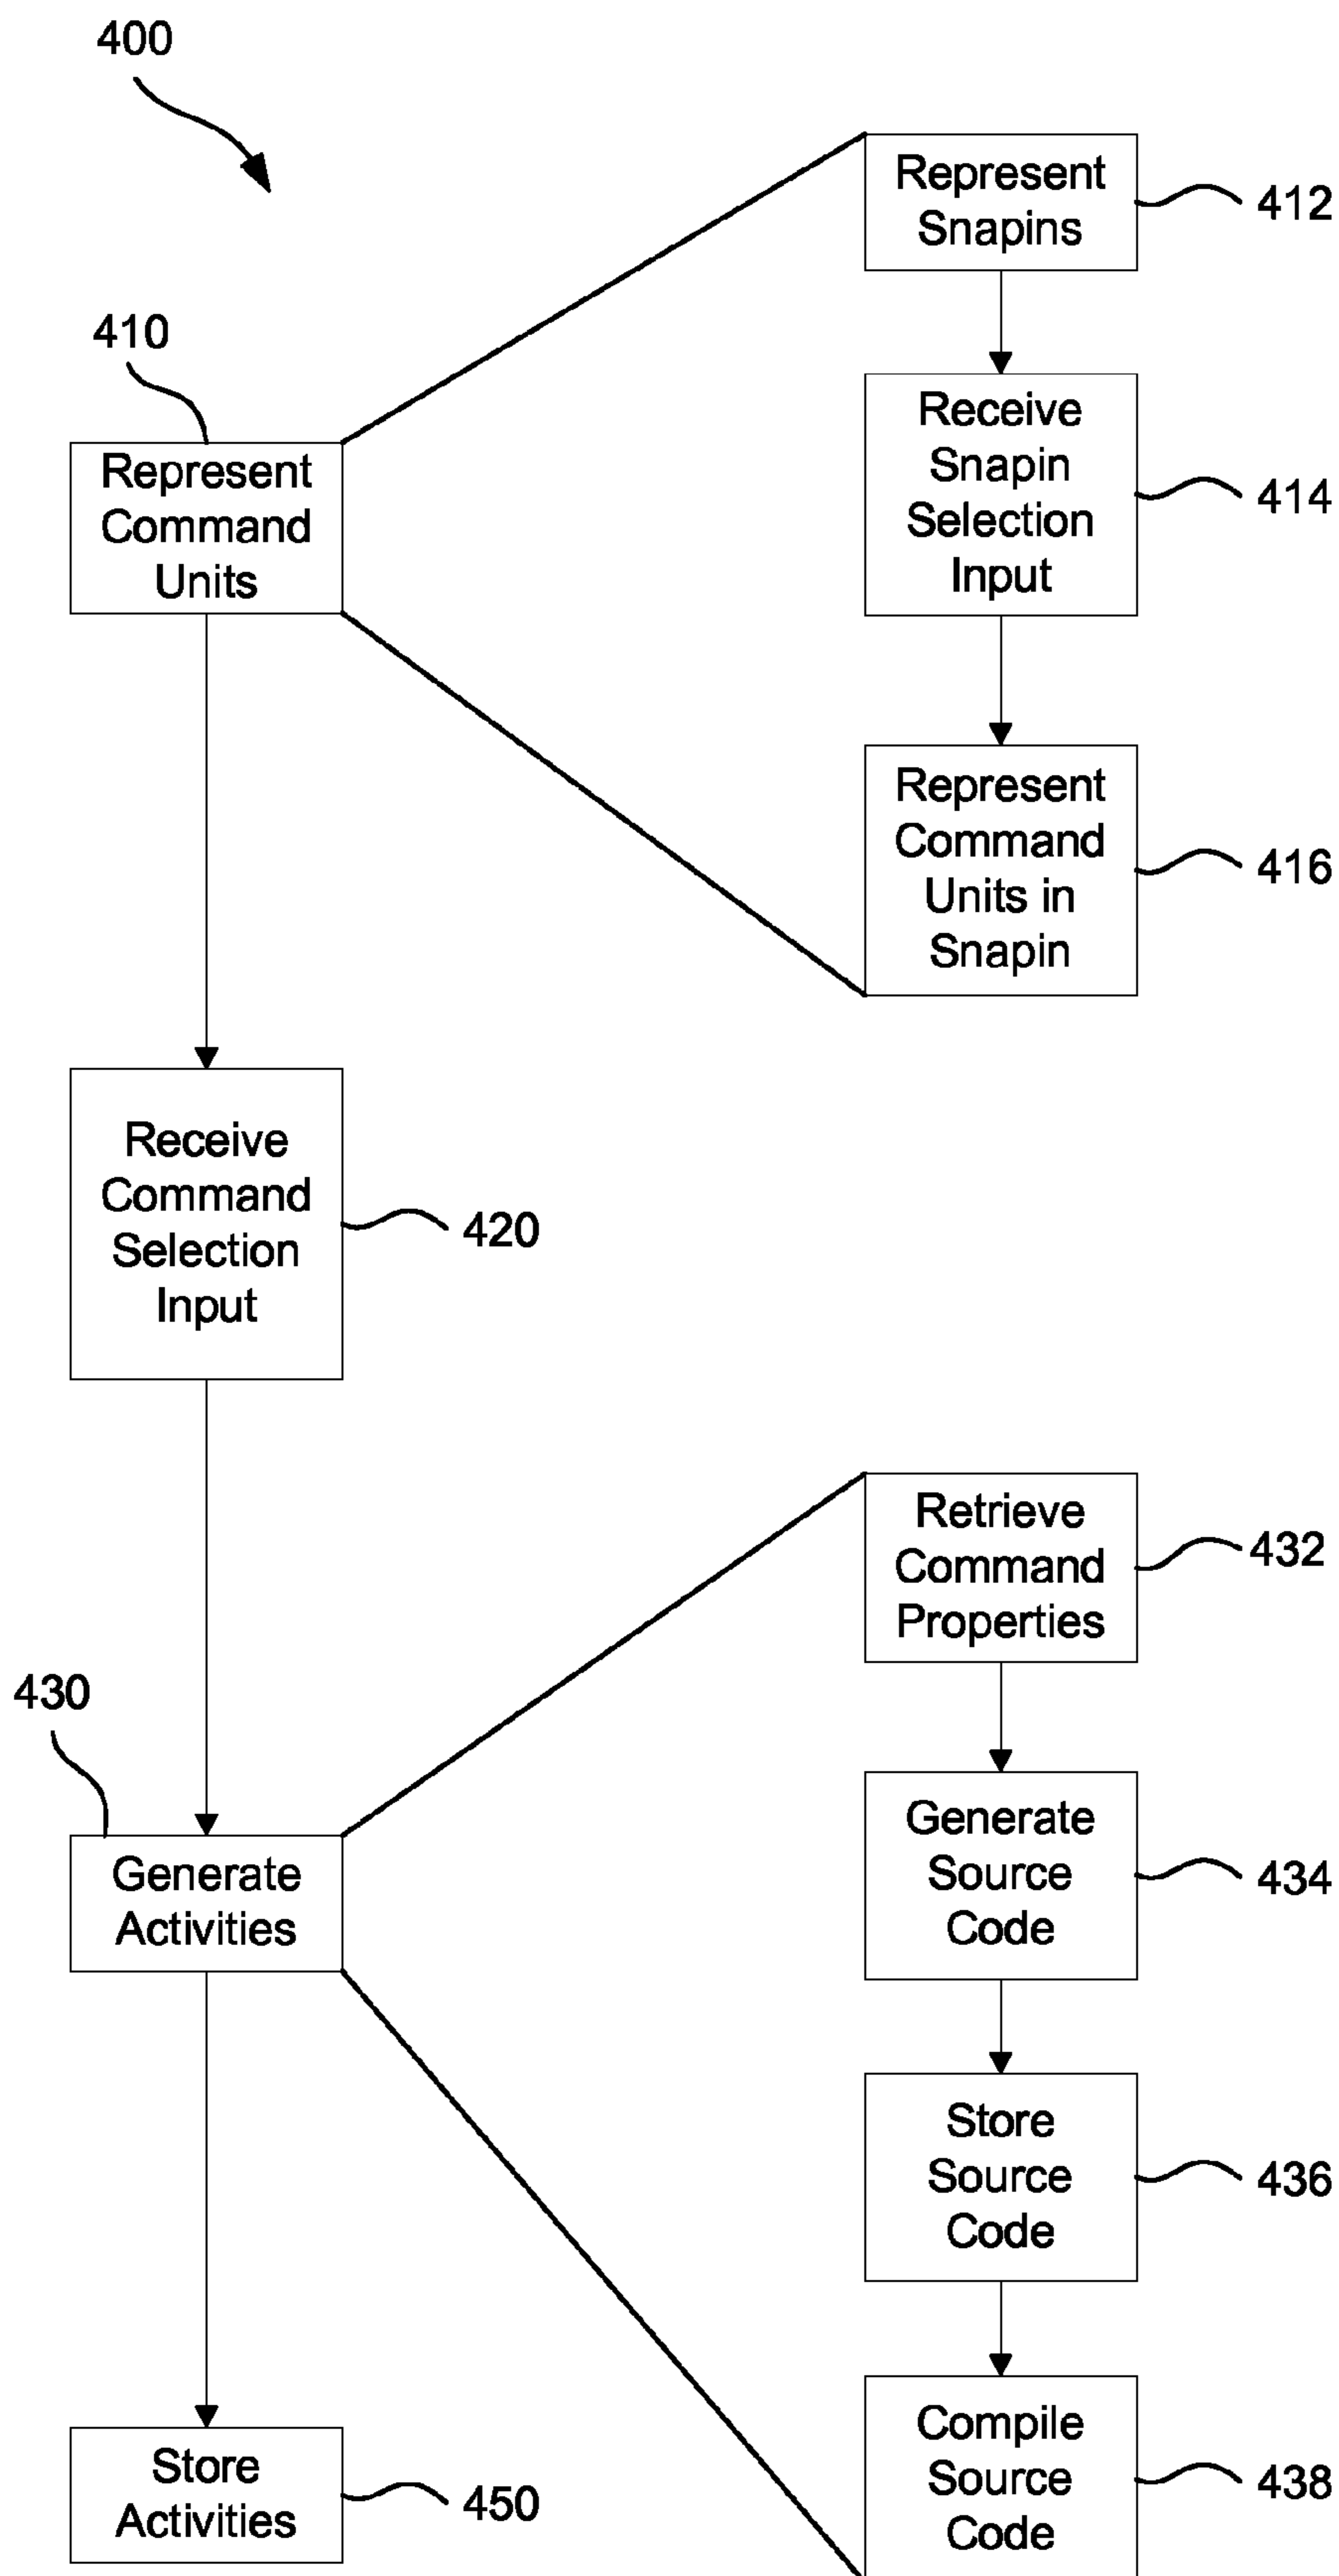 400
Represent
Snapins
412
410
Represent
Command
Units
Receive
Snapin
Selection
Input
414
Represent
Command
Units in
Snapin
416
Receive
Command
Selection
Input
420
Retrieve
Command
Properties
432
430
Generate
Activities
Generate
Source
Code
434
Store
Source
Code
436
Store
Activities
450
Compile
Source
Code
438